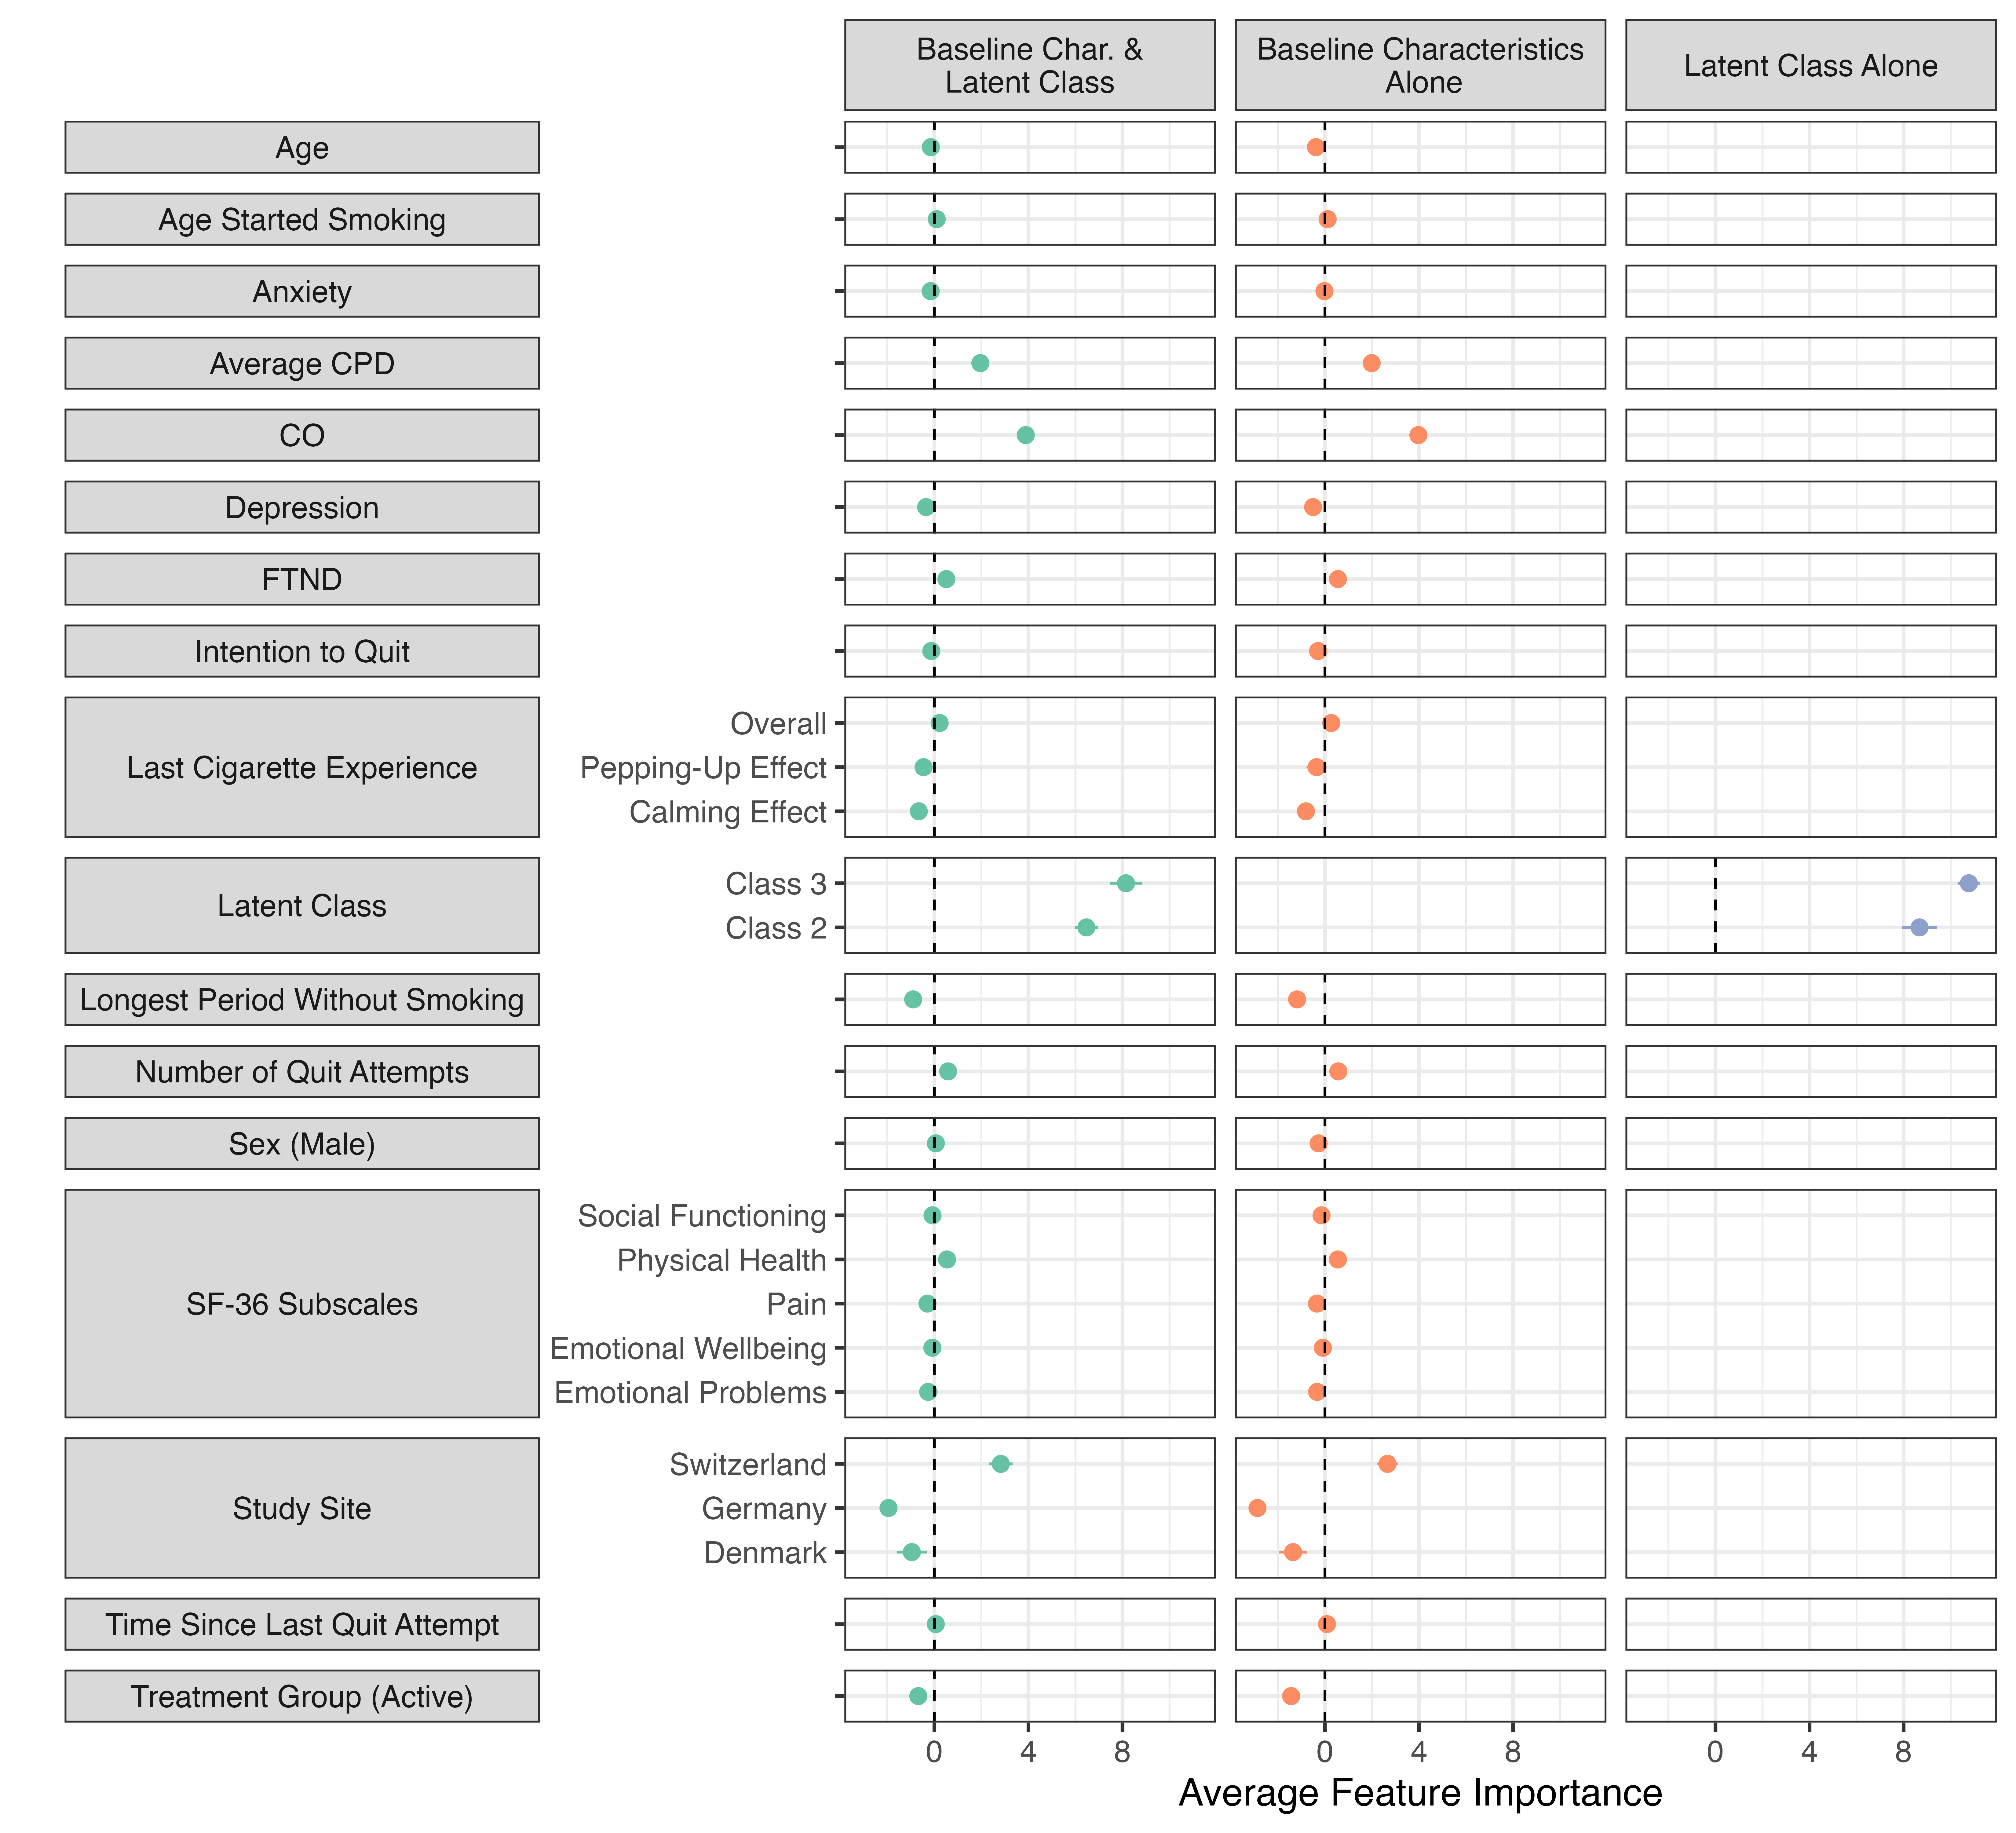 Baseline Char. &
Latent Class
Baseline Characteristics
Alone
Latent Class Alone
Age
Age Started Smoking
Anxiety
Average CPD
CO
Depression
FTND
Intention to Quit
Last Cigarette Experience
Overall
Pepping-Up Effect
Calming Effect
Latent Class
Class 3
Class 2
Longest Period Without Smoking
Number of Quit Attempts
Sex (Male)
SF-36 Subscales
Social Functioning
Physical Health
Pain
Emotional Wellbeing
Emotional Problems
Study Site
Switzerland
Germany
Denmark
Time Since Last Quit Attempt
Treatment Group (Active)
0 4 8 0 4 8 0 4 8
Average Feature Importance